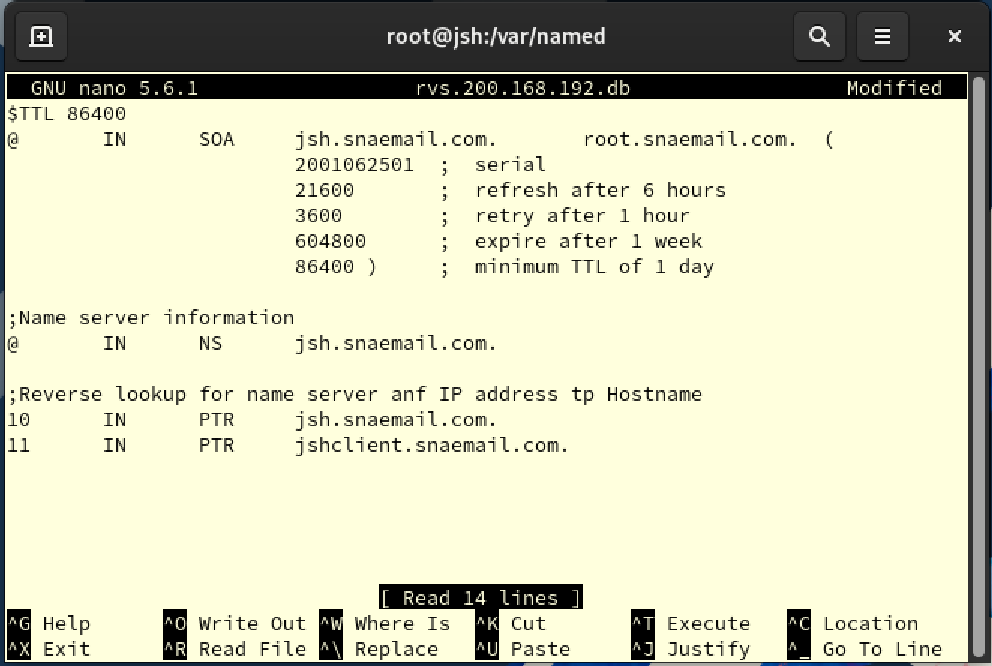 root@jsh:/var/named
GNU nano 5.6.1 rvs.200.168.192.db Modified
$TTL 86400
@ IN SOA jsh.snaemail.com. root.snaemail.com. (
2001062501 ; serial
21600 ; refresh after 6 hours
3600 ; retry after 1 hour
604800 ; expire after 1 week
86400 ) ; minimum TTL of 1 day
;Name server information
@ IN NS jsh.snaemail.com.
;Reverse lookup for name server anf IP address tp Hostname
10 IN PTR jsh.snaemail.com.
11 IN PTR jshclient.snaemail.com.
[ Read 14 lines ]
^G Help ^O Write Out ^W Where Is ^K Cut ^T Execute ^C Location
^X Exit ^R Read File ^\ Replace ^U Paste ^J Justify ^_ Go To Line